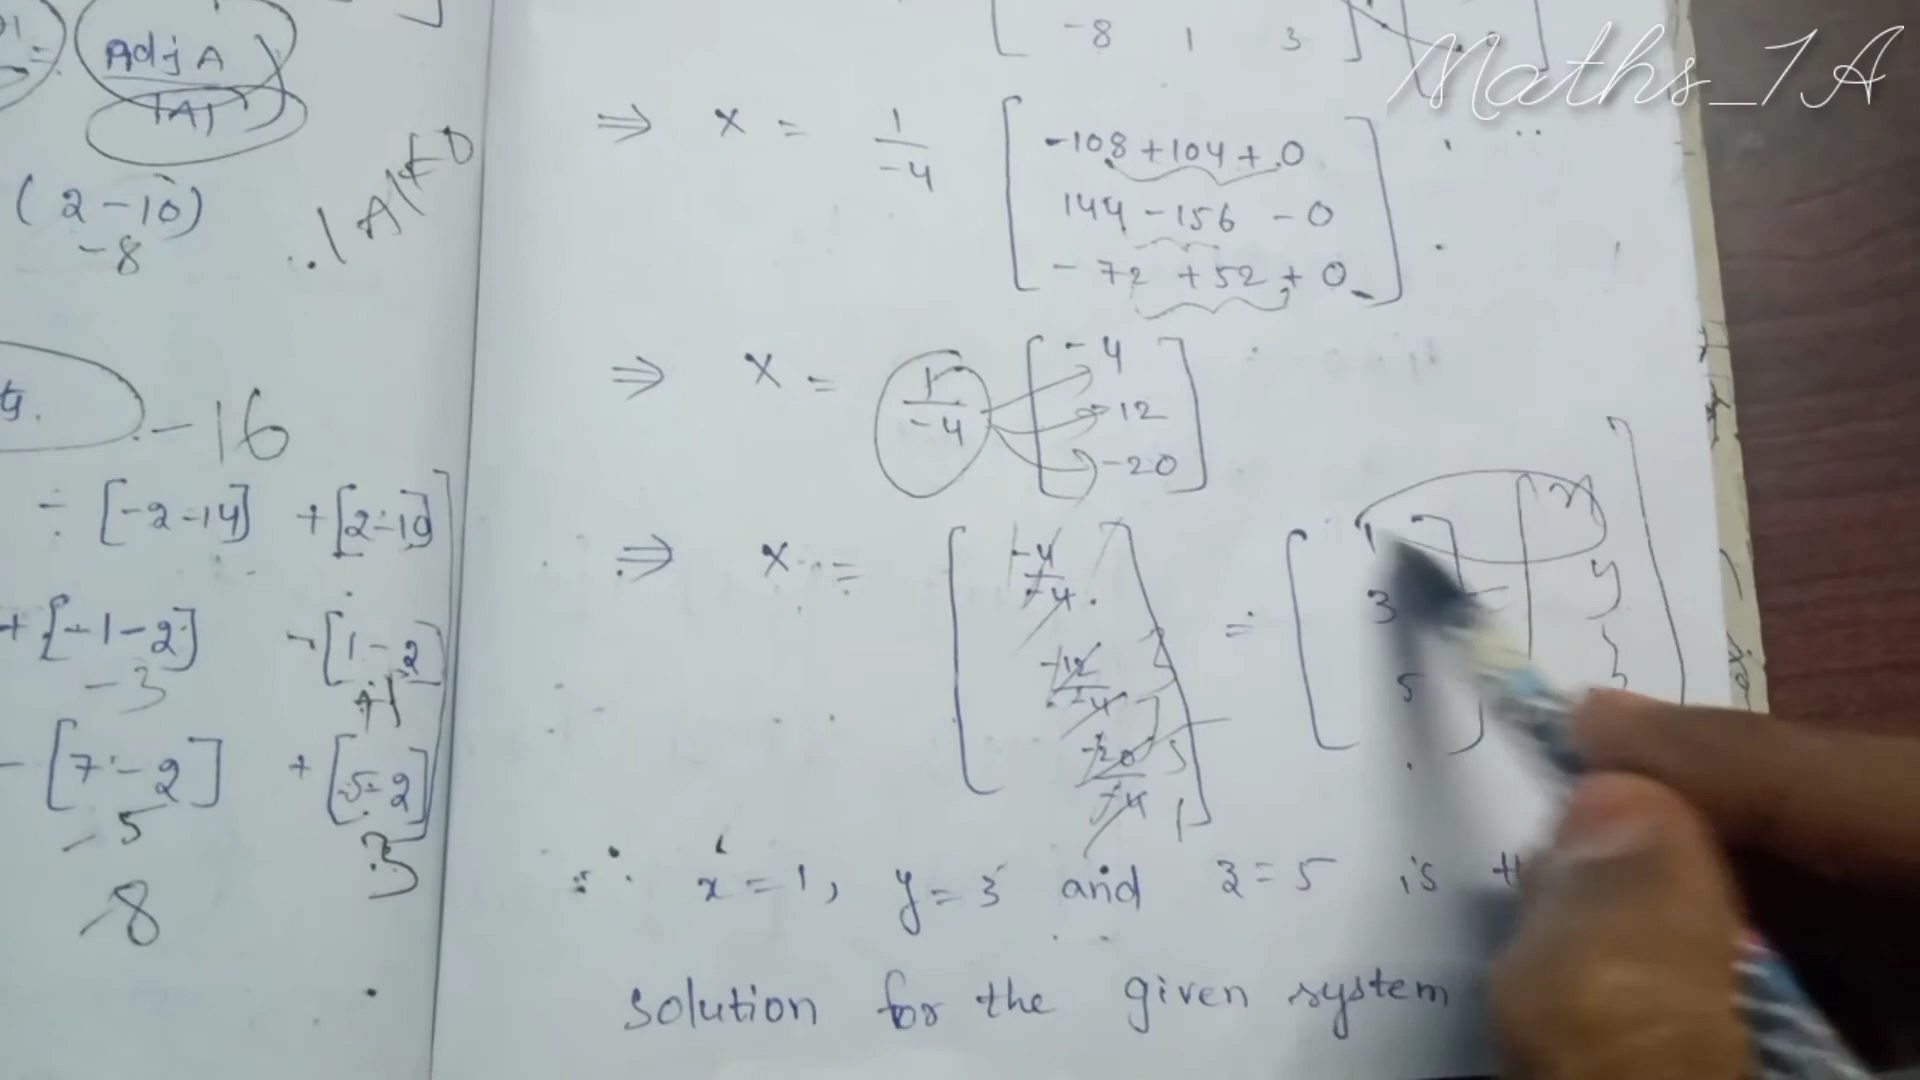 Maths_1A
Adj A
|A|
(2-10)
-8
|A|≠0
-16
- [-2-14] +[2-10]
+[-1-2] -[1-2]
-3 +1
-[7-2] +[5-2]
-5 3
-8
-8 1 3
⇒ x = 1/-4 [-108+104+0
144-156-0
-72+52+0]
⇒ x = 1/-4 [-4
-12
-20]
⇒ x = [-4/-4
-12/-4 3
-20/-4 5] = [1
3
5] = [x
y
z]
∴ x=1, y=3 and z=5 is
solution for the given system